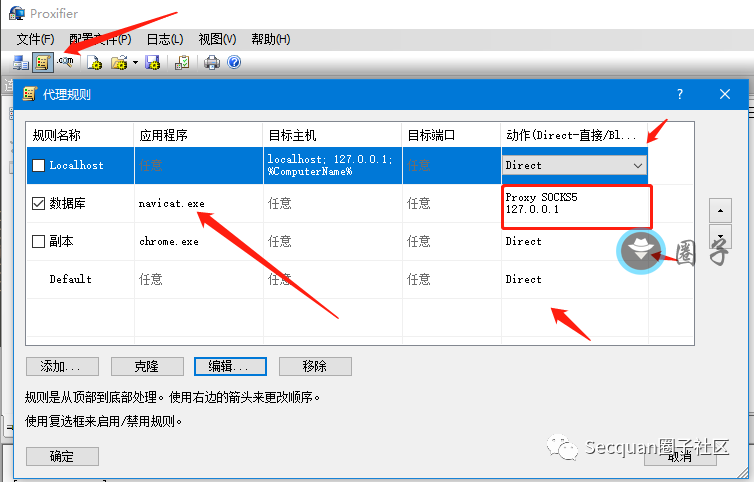 Proxifier
文件(F) 配置文件(P) 日志(L) 视图(V) 帮助(H)
代理规则
规则名称 应用程序 目标主机 目标端口 动作(Direct-直接/Bl...
Localhost 任意 localhost; 127.0.0.1; %ComputerName% 任意 Direct
数据库 navicat.exe 任意 任意 Proxy SOCKS5 127.0.0.1
副本 chrome.exe 任意 任意 Direct
圈子
Default 任意 任意 任意 Direct
添加... 克隆 编辑... 移除
规则是从顶部到底部处理。使用右边的箭头来更改顺序。
使用复选框来启用/禁用规则。
Secquan圈子社区
确定 取消